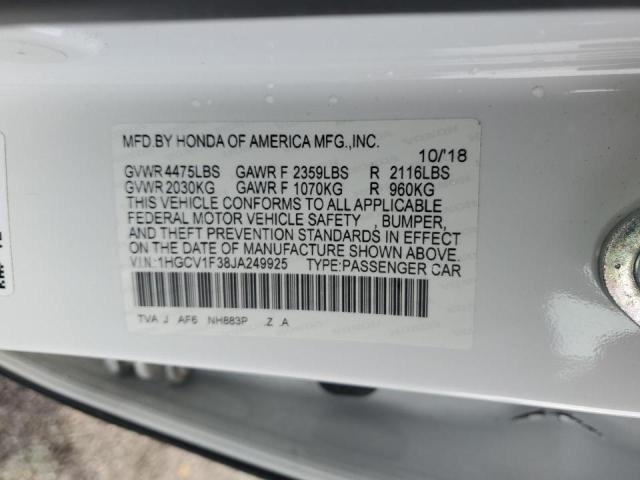 MFD.BY HONDA OF AMERICA MFG.,INC.
10/'18
GVWR 4475LBS GAWR F 2359LBS R 2116LBS
GVWR 2030KG GAWR F 1070KG R 960KG
THIS VEHICLE CONFORMS TO ALL APPLICABLE
FEDERAL MOTOR VEHICLE SAFETY , BUMPER,
AND THEFT PREVENTION STANDARDS IN EFFECT
ON THE DATE OF MANUFACTURE SHOWN ABOVE.
V.I.N.:1HGCV1F38JA249925 TYPE:PASSENGER CAR
TVA J AF6 NH883P .Z .A